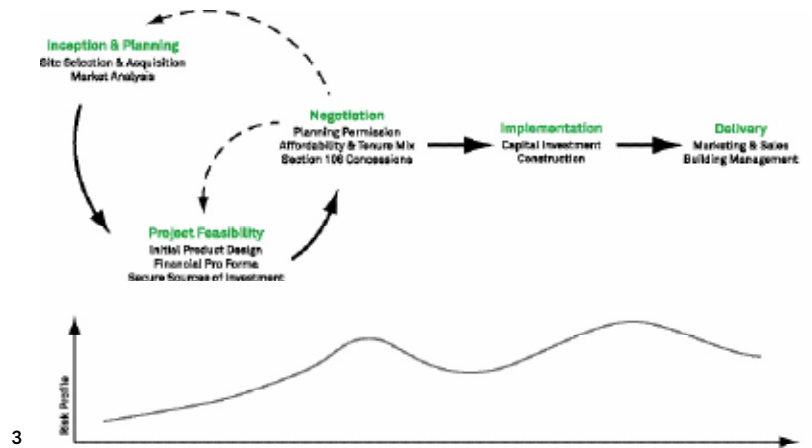 Inception & Planning
Site Selection & Acquisition
Market Analysis
Negotiation
Planning Permission
Affordability & Tenure Mix
Section 106 Concessions
Implementation
Capital Investment
Construction
Delivery
Marketing & Sales
Building Management
Project Feasibility
Initial Product Design
Financial Pro Forma
Secure Sources of Investment
Risk Profile
3